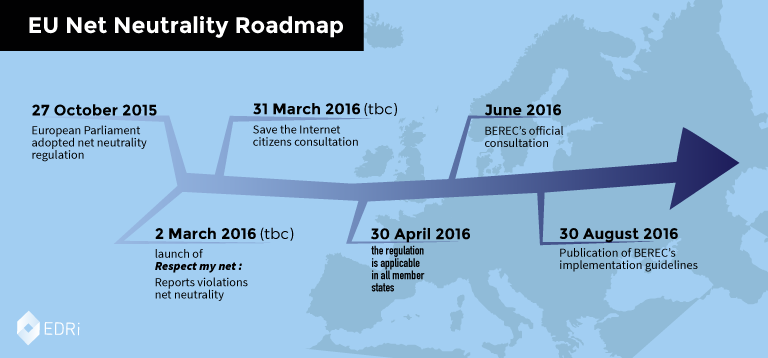 EU Net Neutrality Roadmap
27 October 2015
European Parliament
adopted net neutrality
regulation
31 March 2016 (tbc)
Save the Internet
citizens consultation
June 2016
BEREC's official
consultation
2 March 2016 (tbc)
launch of
Respect my net :
Reports violations
net neutrality
30 April 2016
the regulation
is applicable
in all member
states
30 August 2016
Publication of BEREC's
implementation guidelines
EDRi